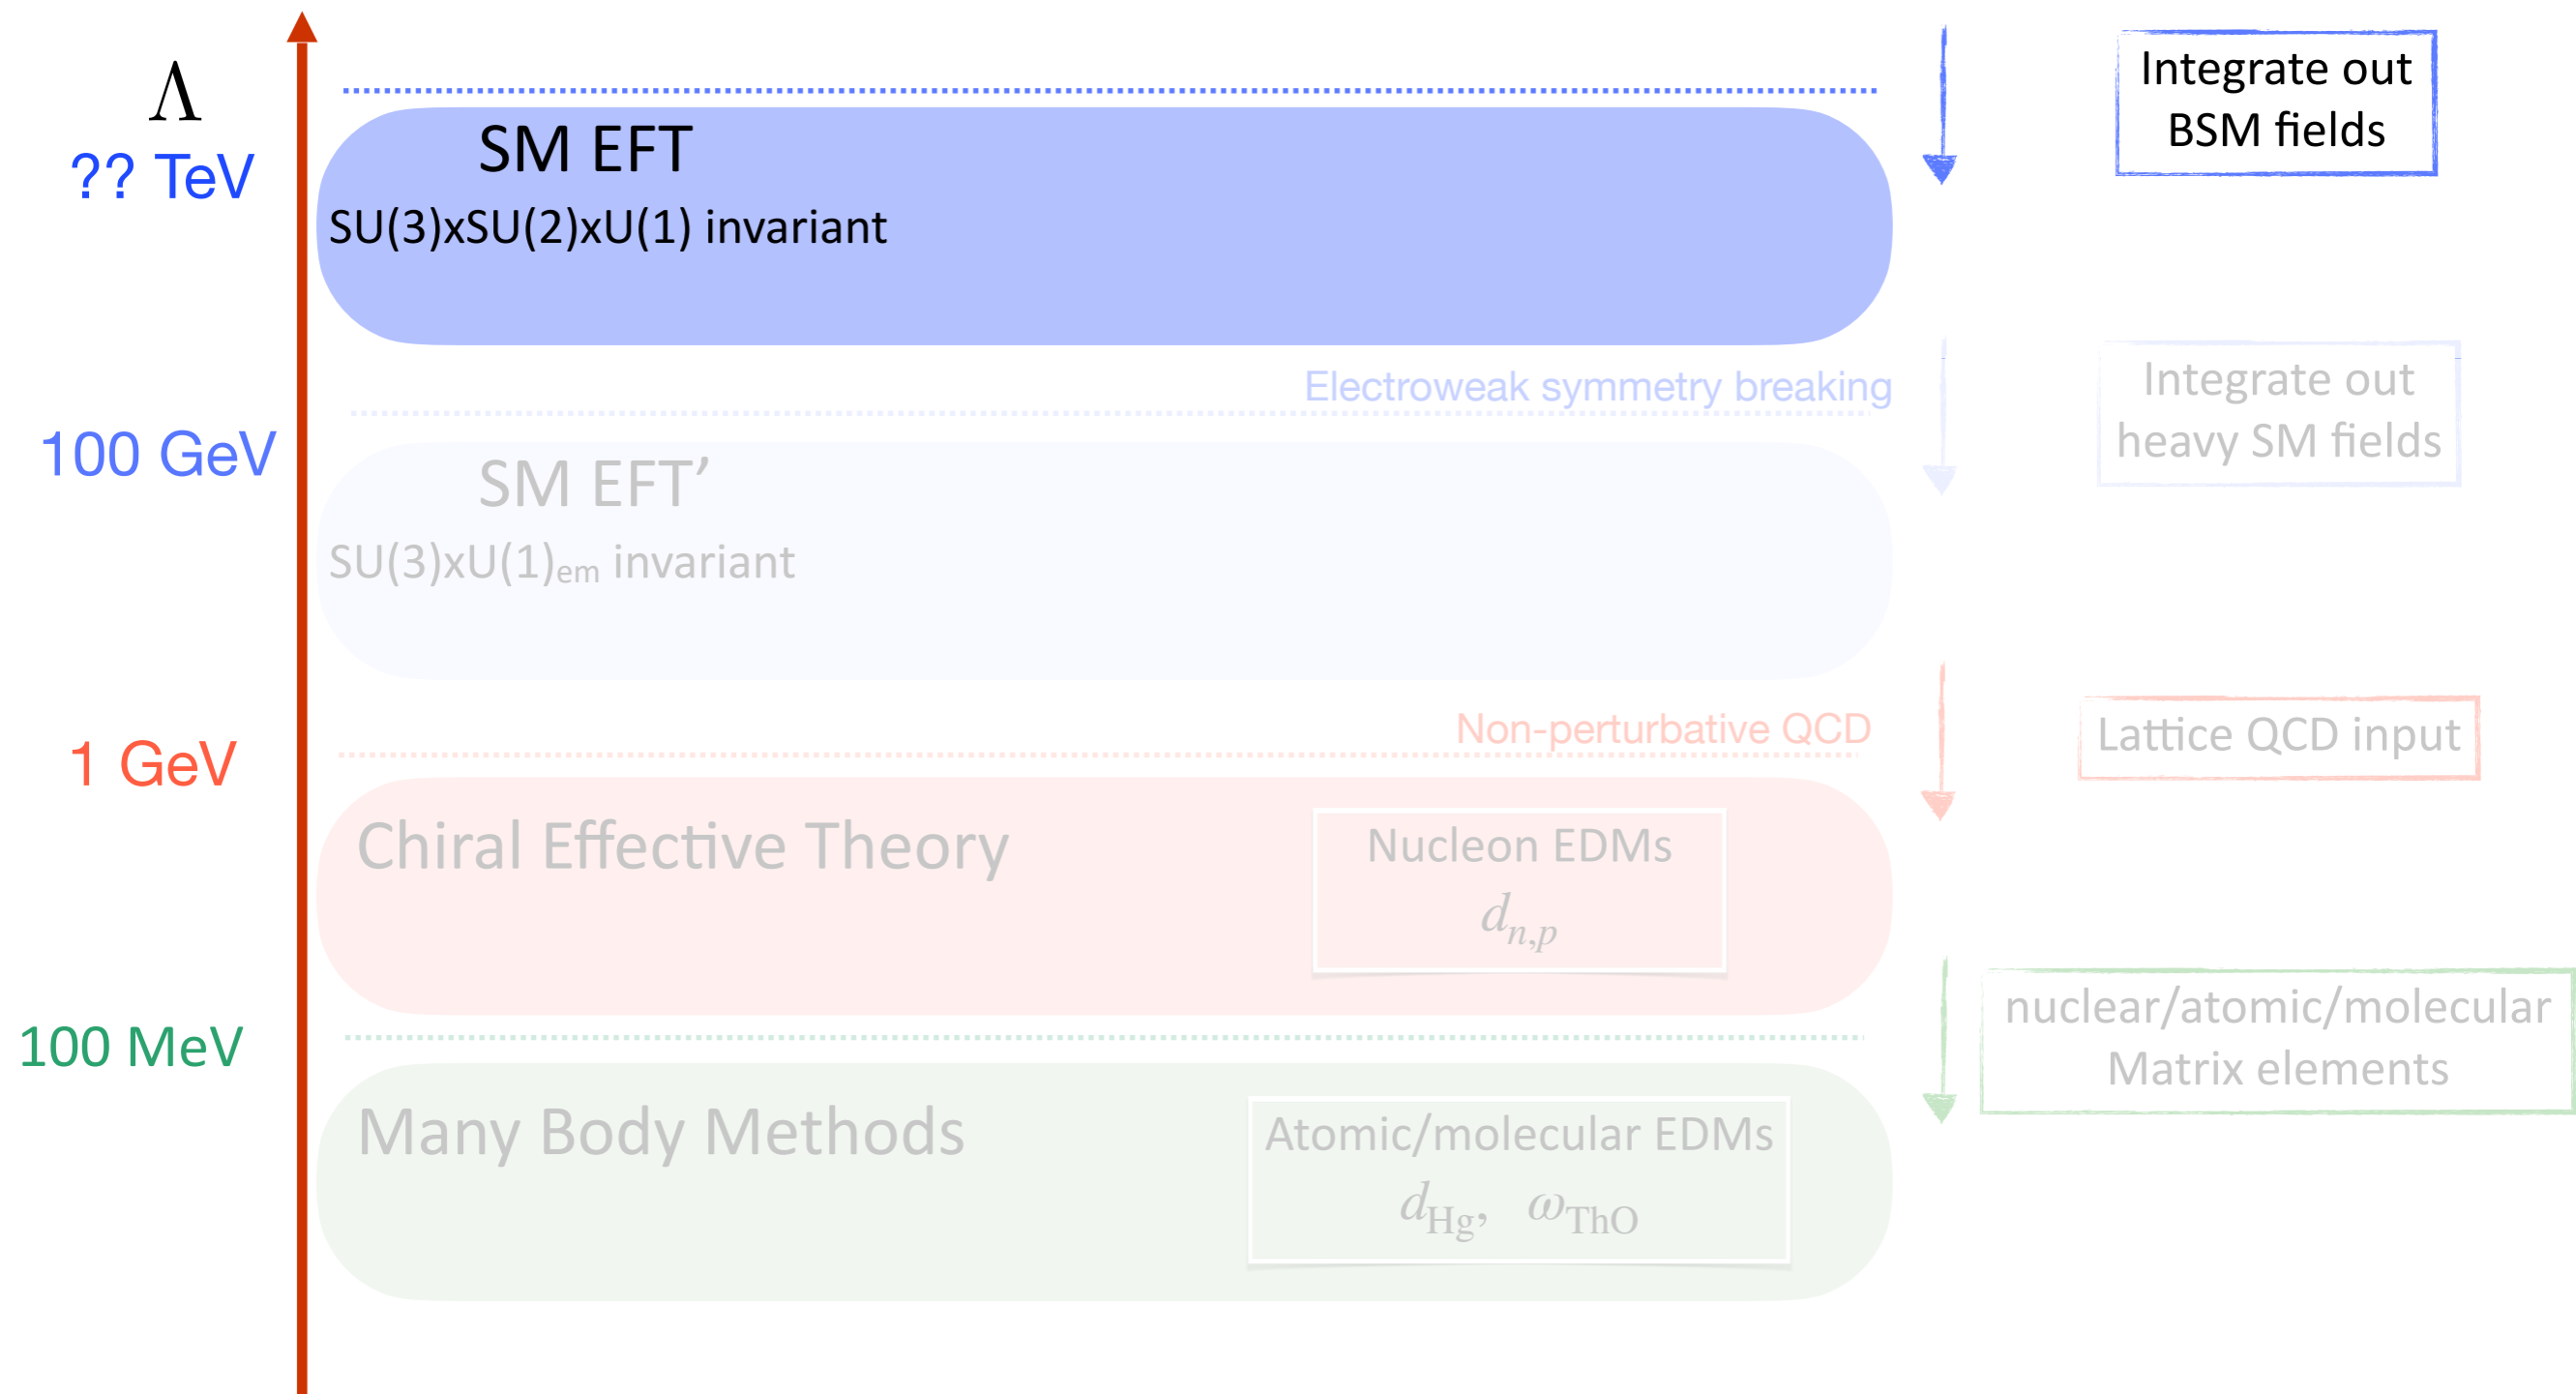 Λ
?? TeV
SM EFT
SU(3)xSU(2)xU(1) invariant
Integrate out
BSM fields
Electroweak symmetry breaking
100 GeV
SM EFT’
SU(3)xU(1)em invariant
Integrate out
heavy SM fields
Non-perturbative QCD
1 GeV
Lattice QCD input
Chiral Effective Theory
Nucleon EDMs
dn,p
100 MeV
nuclear/atomic/molecular
Matrix elements
Many Body Methods
Atomic/molecular EDMs
dHg, ωThO